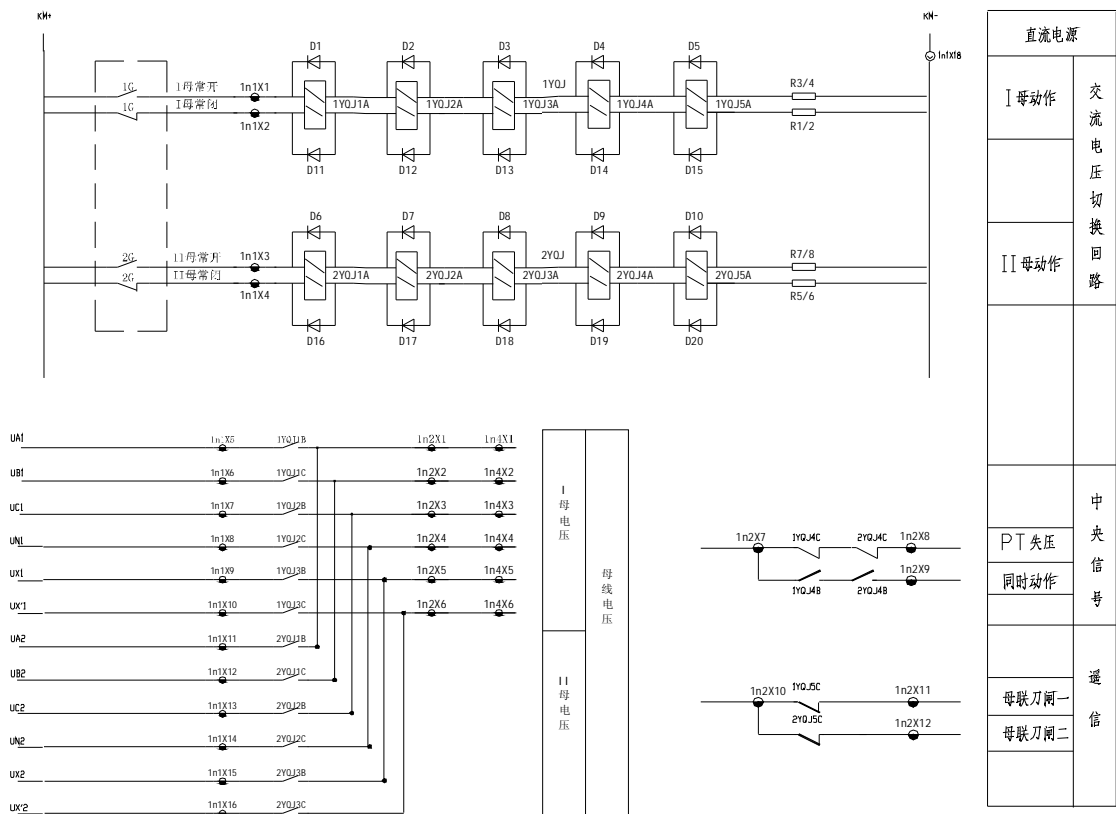 KM+
KM-
1n1X18
D1 D2 D3 D4 D5
1G I母常开 1n1X1
1YQJ
R3/4
1G I母常闭
1YQJ1A 1YQJ2A 1YQJ3A 1YQJ4A 1YQJ5A
1n1X2
R1/2
D11 D12 D13 D14 D15
D6 D7 D8 D9 D10
2G II母常开 1n1X3
2YQJ
R7/8
2G II母常闭
2YQJ1A 2YQJ2A 2YQJ3A 2YQJ4A 2YQJ5A
1n1X4
R5/6
D16 D17 D18 D19 D20
直流电源
I母动作
II母动作
交流电压切换回路
UA1 1n1X5 1YQJ1B 1n2X1 1n4X1
UB1 1n1X6 1YQJ1C 1n2X2 1n4X2
UC1 1n1X7 1YQJ2B 1n2X3 1n4X3
UN1 1n1X8 1YQJ2C 1n2X4 1n4X4
UX1 1n1X9 1YQJ3B 1n2X5 1n4X5
UX'1 1n1X10 1YQJ3C 1n2X6 1n4X6
UA2 1n1X11 2YQJ1B
UB2 1n1X12 2YQJ1C
UC2 1n1X13 2YQJ2B
UN2 1n1X14 2YQJ2C
UX2 1n1X15 2YQJ3B
UX'2 1n1X16 2YQJ3C
I母电压
II母电压
母线电压
1n2X7 1YQJ4C 2YQJ4C 1n2X8
1YQJ4B 2YQJ4B 1n2X9
1n2X10 1YQJ5C 1n2X11
2YQJ5C 1n2X12
PT失压
同时动作
中央信号
母联刀闸一
母联刀闸二
遥信